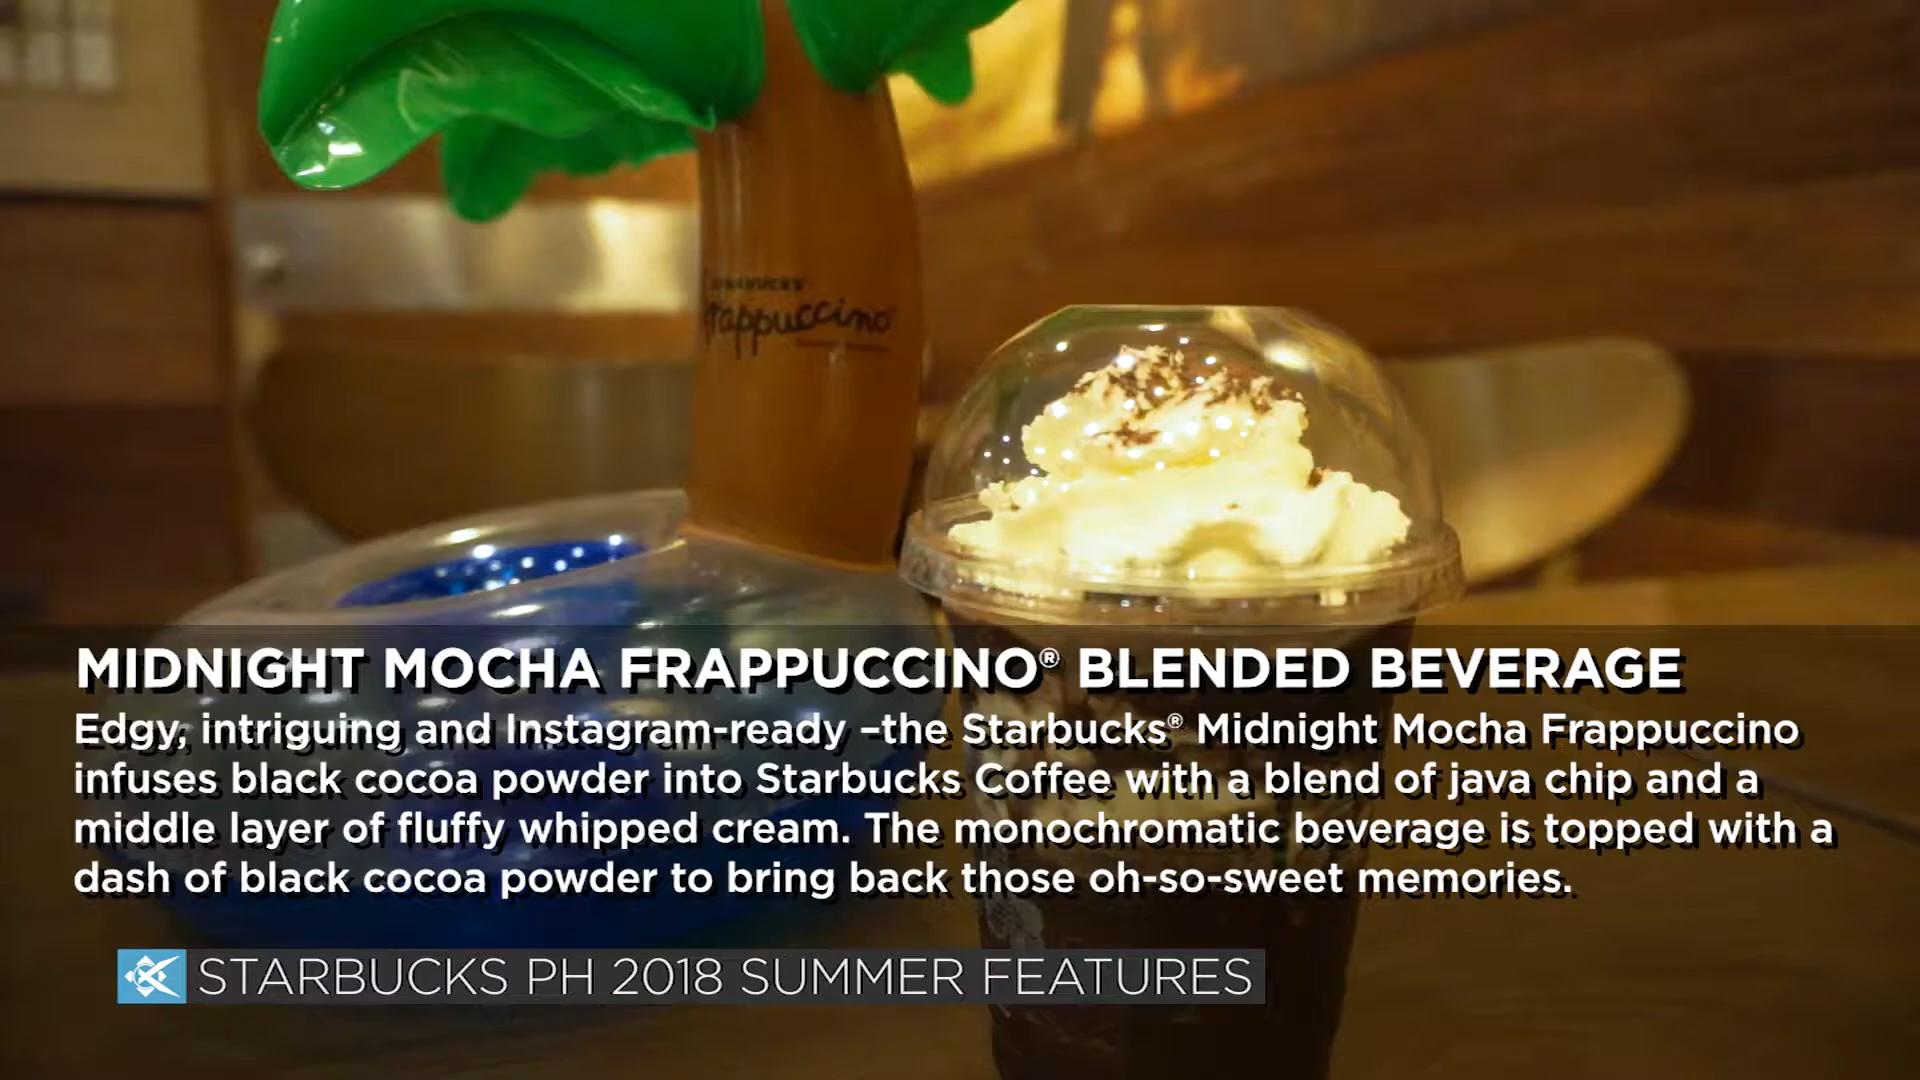 STARBUCKS
Frappuccino
MIDNIGHT MOCHA FRAPPUCCINO® BLENDED BEVERAGE
Edgy, intriguing and Instagram-ready –the Starbucks® Midnight Mocha Frappuccino
infuses black cocoa powder into Starbucks Coffee with a blend of java chip and a
middle layer of fluffy whipped cream. The monochromatic beverage is topped with a
dash of black cocoa powder to bring back those oh-so-sweet memories.
STARBUCKS PH 2018 SUMMER FEATURES